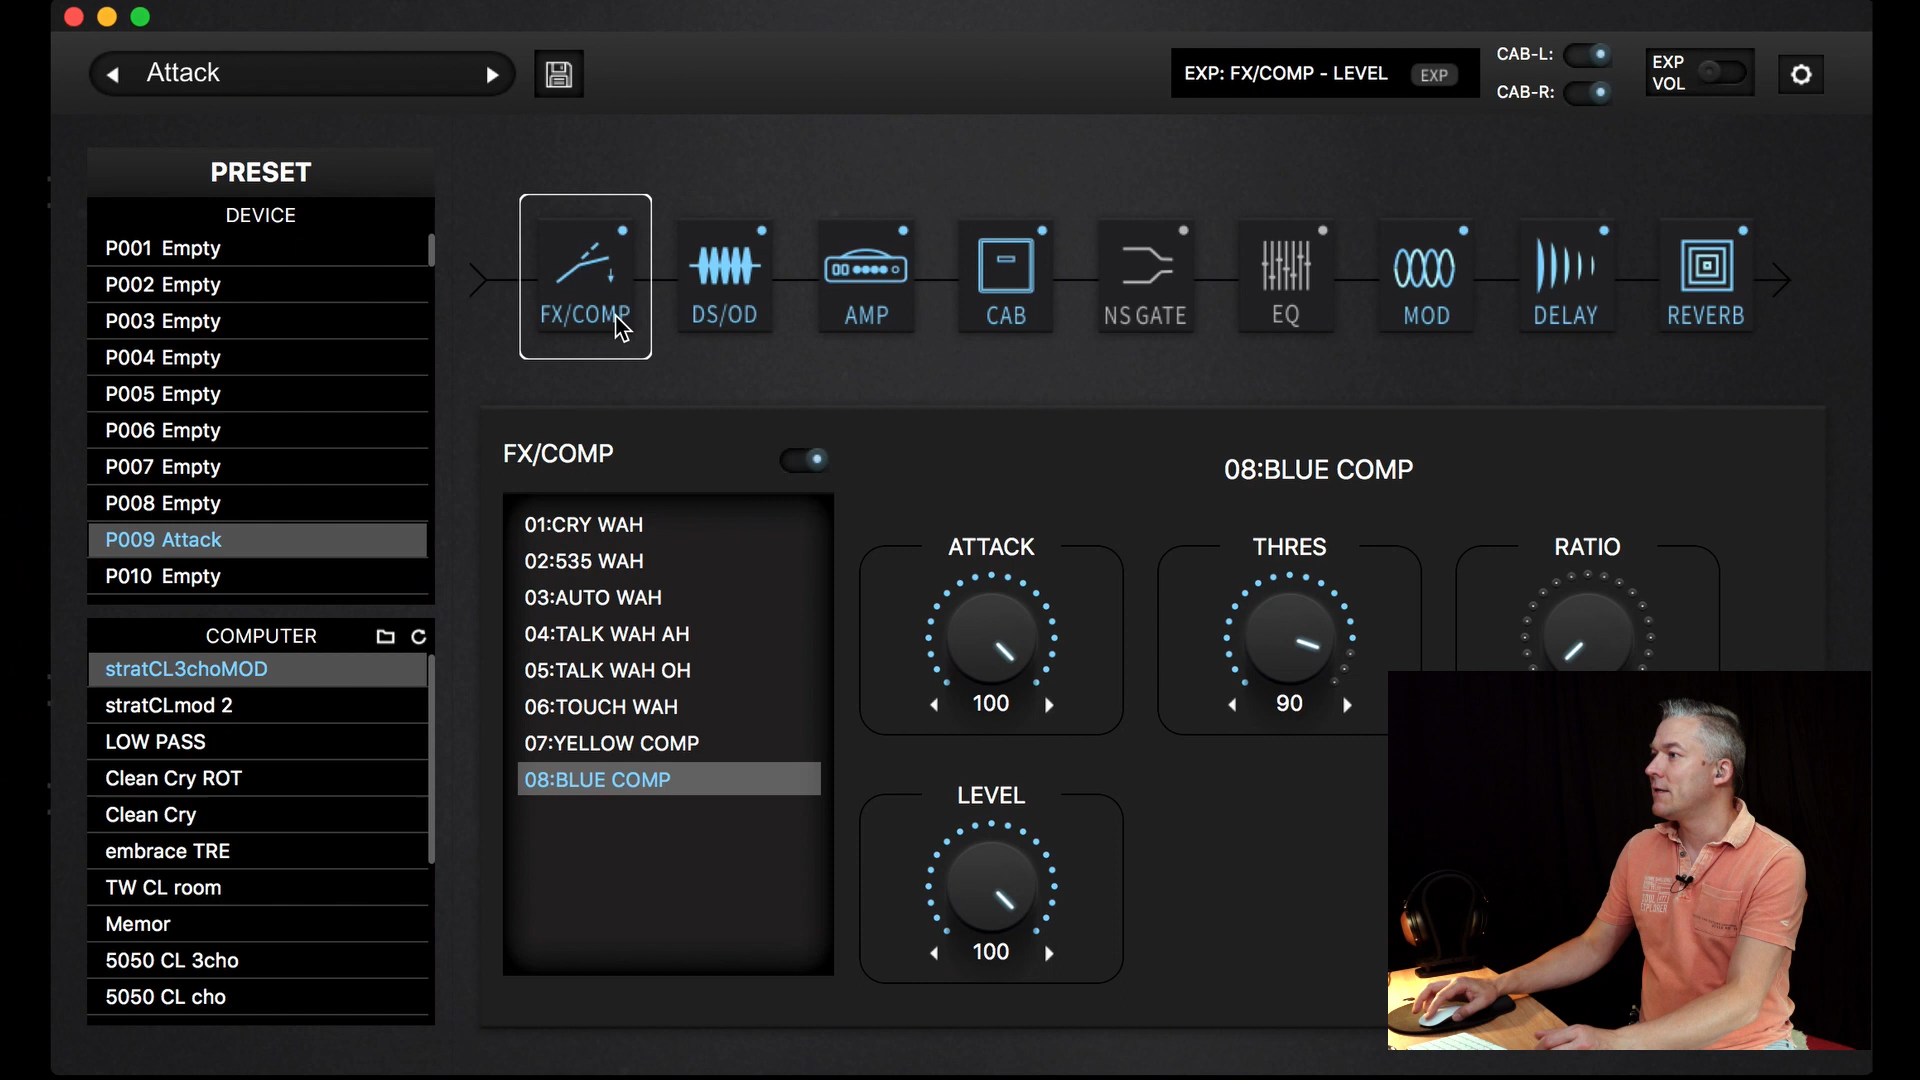 Attack
EXP: FX/COMP - LEVEL
EXP
CAB-L:
CAB-R:
EXP
VOL
PRESET
DEVICE
P001 Empty
P002 Empty
P003 Empty
P004 Empty
P005 Empty
P006 Empty
P007 Empty
P008 Empty
P009 Attack
P010 Empty
COMPUTER
stratCL3choMOD
stratCLmod 2
LOW PASS
Clean Cry ROT
Clean Cry
embrace TRE
TW CL room
Memor
5050 CL 3cho
5050 CL cho
FX/COMP
DS/OD
AMP
CAB
NS GATE
EQ
MOD
DELAY
REVERB
FX/COMP
01:CRY WAH
02:535 WAH
03:AUTO WAH
04:TALK WAH AH
05:TALK WAH OH
06:TOUCH WAH
07:YELLOW COMP
08:BLUE COMP
08:BLUE COMP
ATTACK
100
THRES
90
RATIO
LEVEL
100